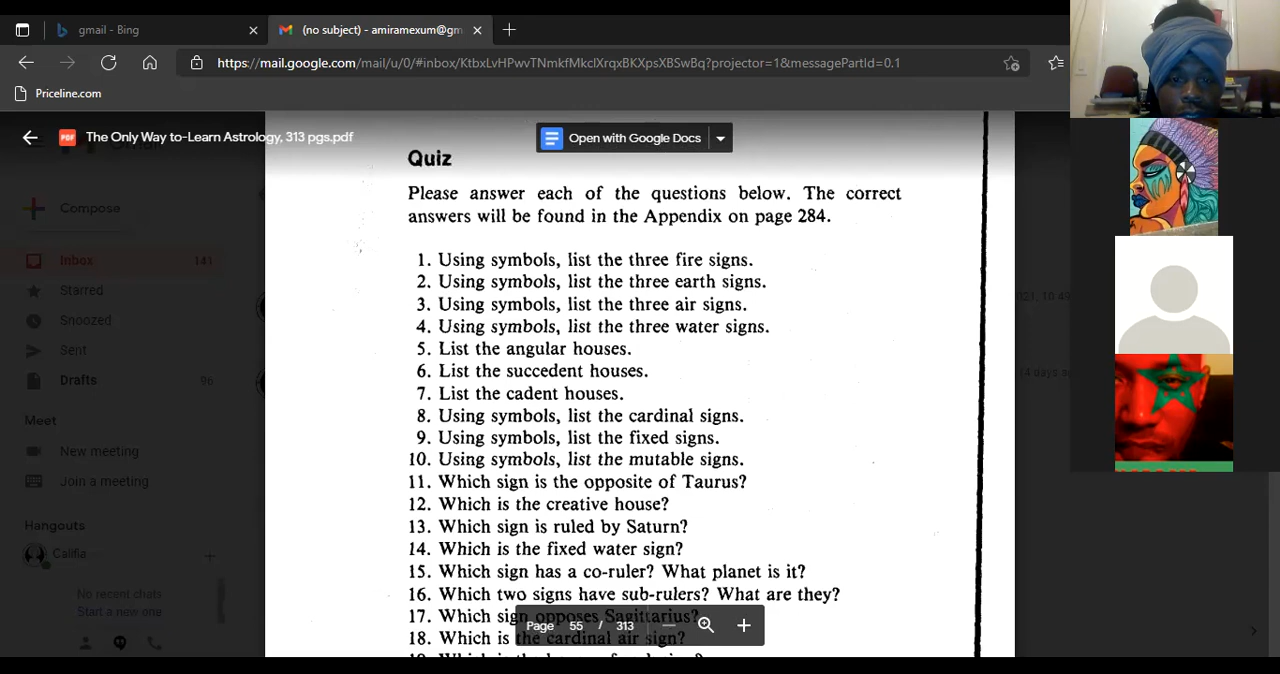 gmail - Bing
(no subject) - amiramexum@gm
https://mail.google.com/mail/u/0/#inbox/KtbxLvHPwvTNmkfMkclXrqxBKXpsXBSwBq?projector=1&messagePartId=0.1
Priceline.com
PDF
The Only Way to-Learn Astrology, 313 pgs.pdf
Open with Google Docs
Compose
Inbox 141
Starred
Snoozed
Sent
Drafts 96
Meet
New meeting
Join a meeting
Hangouts
Califia
No recent chats
Start a new one
Quiz
Please answer each of the questions below. The correct
answers will be found in the Appendix on page 284.
1. Using symbols, list the three fire signs.
2. Using symbols, list the three earth signs.
3. Using symbols, list the three air signs.
4. Using symbols, list the three water signs.
5. List the angular houses.
6. List the succedent houses.
7. List the cadent houses.
8. Using symbols, list the cardinal signs.
9. Using symbols, list the fixed signs.
10. Using symbols, list the mutable signs.
11. Which sign is the opposite of Taurus?
12. Which is the creative house?
13. Which sign is ruled by Saturn?
14. Which is the fixed water sign?
15. Which sign has a co-ruler? What planet is it?
16. Which two signs have sub-rulers? What are they?
17. Which sign opposes Sagittarius?
18. Which is the cardinal air sign?
Page 55 / 313